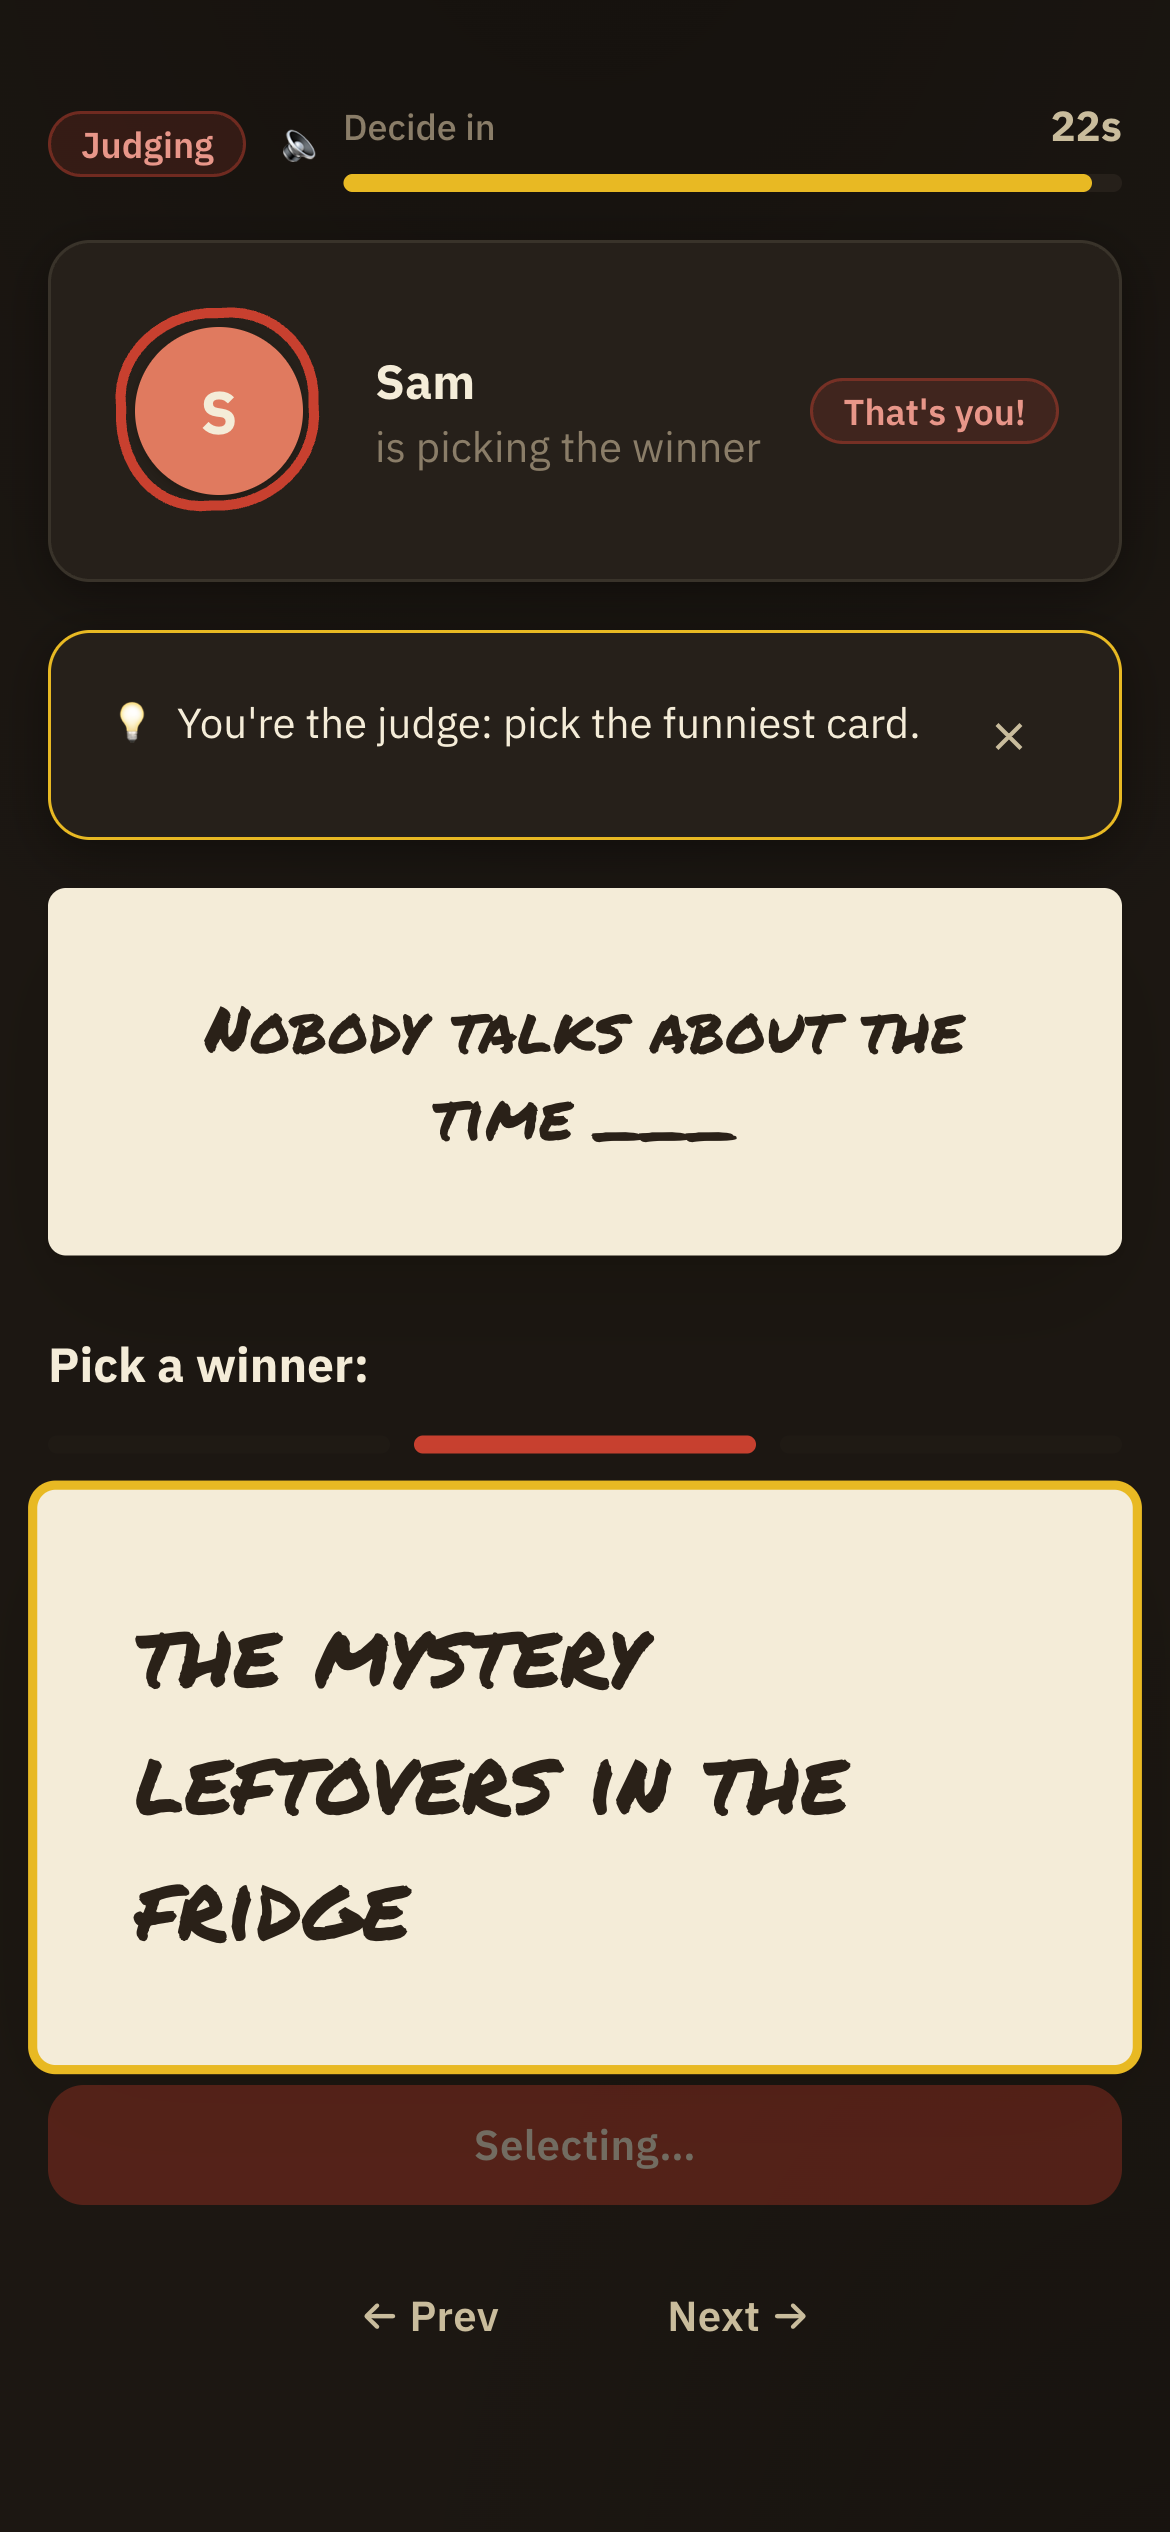 Judging
Decide in
22s
S
Sam
is picking the winner
That's you!
You're the judge: pick the funniest card.
Nobody talks about the
time ____
Pick a winner:
the mystery
leftovers in the
fridge
Selecting...
← Prev
Next →